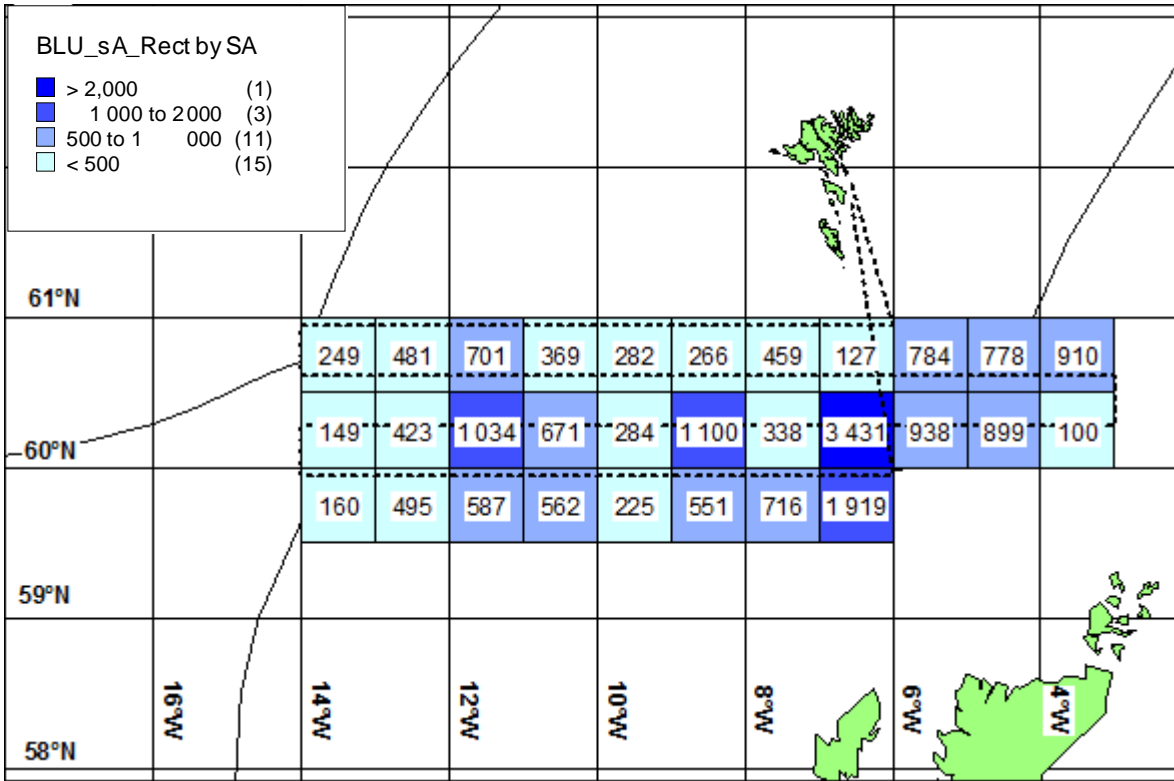 BLU_sA_Rect by SA
> 2,000 (1)
1 000 to 2 000 (3)
500 to 1 000 (11)
< 500 (15)
61°N
249 481 701 369 282 266 459 127 784 778 910
149 423 1 034 671 284 1 100 338 3 431 938 899 100
60°N
160 495 587 562 225 551 716 1 919
59°N
16°W 14°W 12°W 10°W 8°W 6°W 4°W
58°N